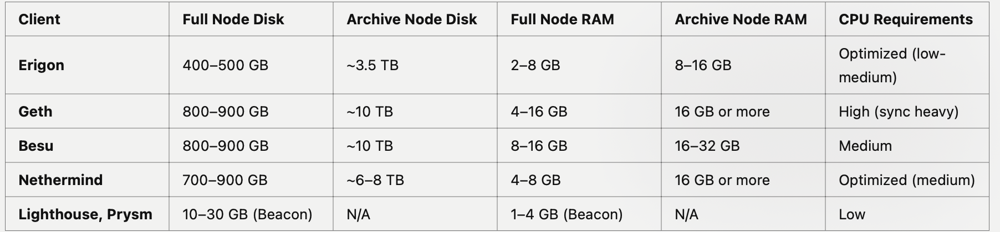 Client Full Node Disk Archive Node Disk Full Node RAM Archive Node RAM CPU Requirements
Erigon 400–500 GB ~3.5 TB 2–8 GB 8–16 GB Optimized (low-
medium)
Geth 800–900 GB ~10 TB 4–16 GB 16 GB or more High (sync heavy)
Besu 800–900 GB ~10 TB 8–16 GB 16–32 GB Medium
Nethermind 700–900 GB ~6–8 TB 4–8 GB 16 GB or more Optimized (medium)
Lighthouse, Prysm 10–30 GB (Beacon) N/A 1–4 GB (Beacon) N/A Low